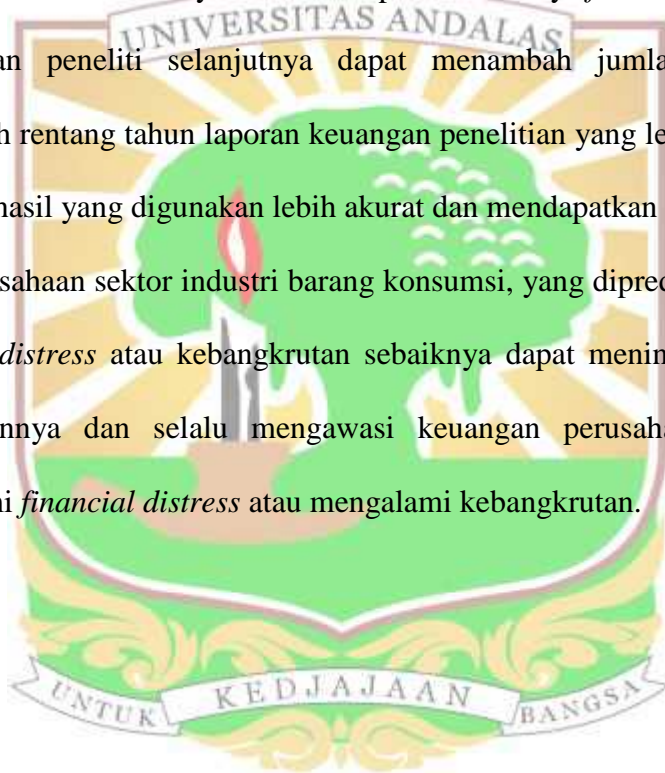 UNIVERSITAS ANDALAS
an peneliti selanjutnya dapat menambah jumla
h rentang tahun laporan keuangan penelitian yang le
hasil yang digunakan lebih akurat dan mendapatkan
sahaan sektor industri barang konsumsi, yang dipred
distress atau kebangkrutan sebaiknya dapat menin
nnya dan selalu mengawasi keuangan perusaha
ni financial distress atau mengalami kebangkrutan.
UNTUK KEDJAJAAN BANGSA